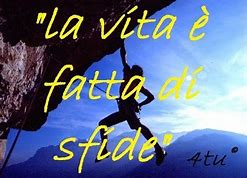 "la vita è
fatta di
sfide"
4tu°